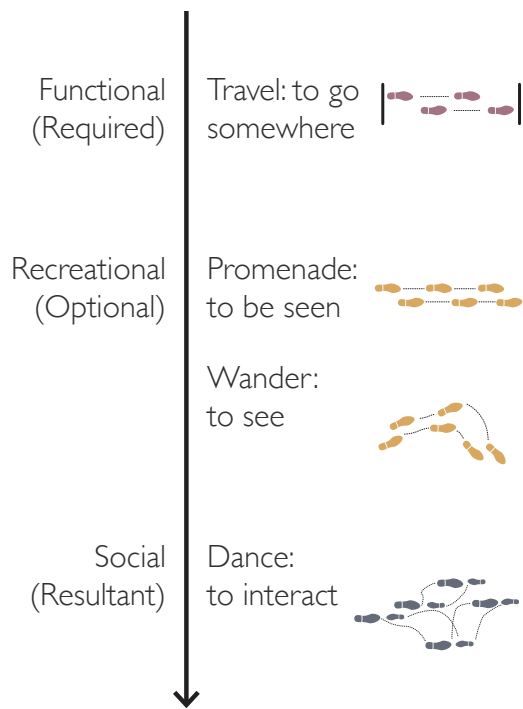 Functional
(Required)
Travel: to go
somewhere
Recreational
(Optional)
Promenade:
to be seen
Wander:
to see
Social
(Resultant)
Dance:
to interact